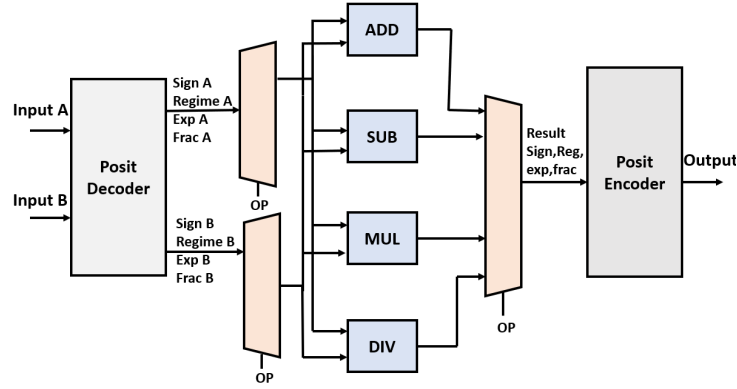 Input A
Input B
Posit
Decoder
Sign A
Regime A
Exp A
Frac A
Sign B
Regime B
Exp B
Frac B
OP
OP
ADD
SUB
MUL
DIV
OP
Result
Sign,Reg,
exp,frac
Posit
Encoder
Output